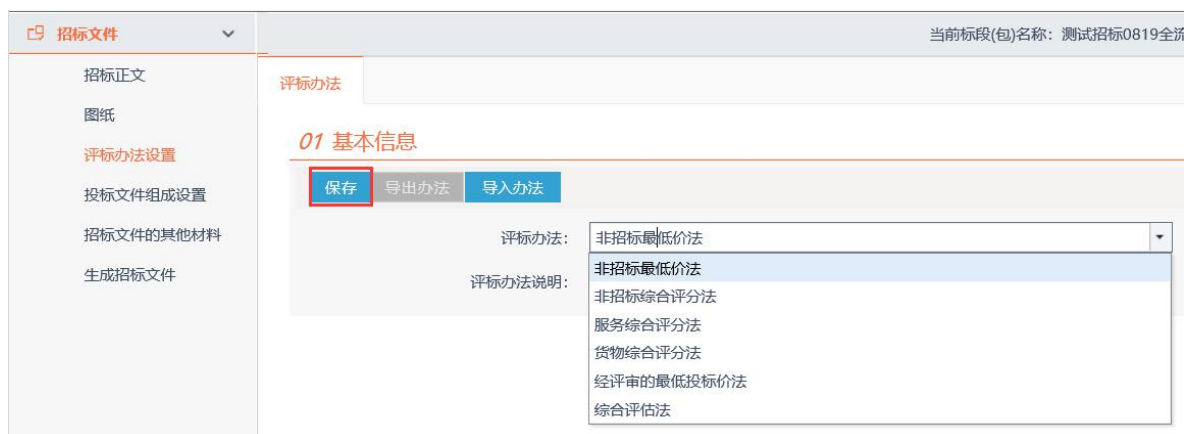 招标文件
当前标段(包)名称：测试招标0819全流
招标正文
图纸
评标办法设置
投标文件组成设置
招标文件的其他材料
生成招标文件
评标办法
01 基本信息
保存 导出办法 导入办法
评标办法： 非招标最低价法
评标办法说明：
非招标最低价法
非招标综合评分法
服务综合评分法
货物综合评分法
经评审的最低投标价法
综合评估法